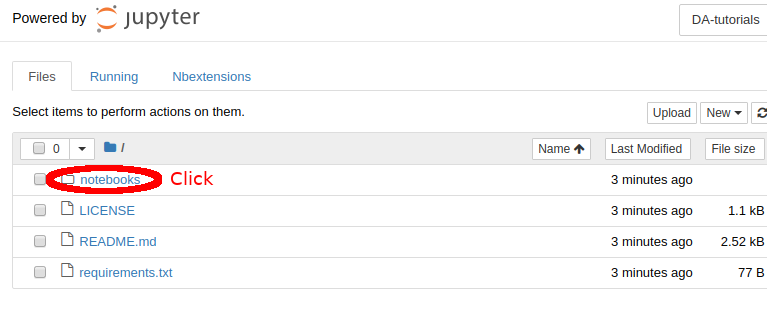 Powered by jupyter DA-tutorials
Files Running Nbextensions
Select items to perform actions on them. Upload New
0 / Name Last Modified File size
notebooks Click 3 minutes ago
LICENSE 3 minutes ago 1.1 kB
README.md 3 minutes ago 2.52 kB
requirements.txt 3 minutes ago 77 B